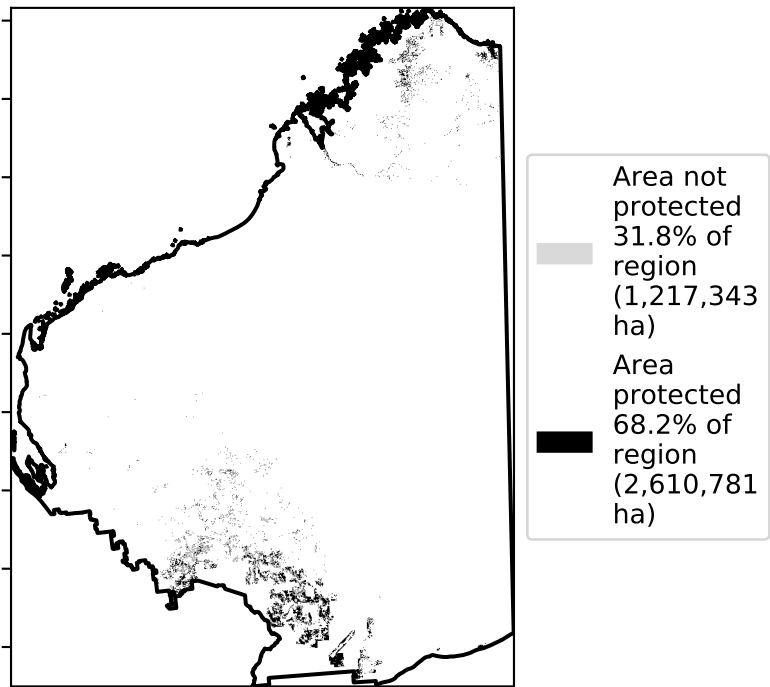 Area not
protected
31.8% of
region
(1,217,343
ha)
Area
protected
68.2% of
region
(2,610,781
ha)